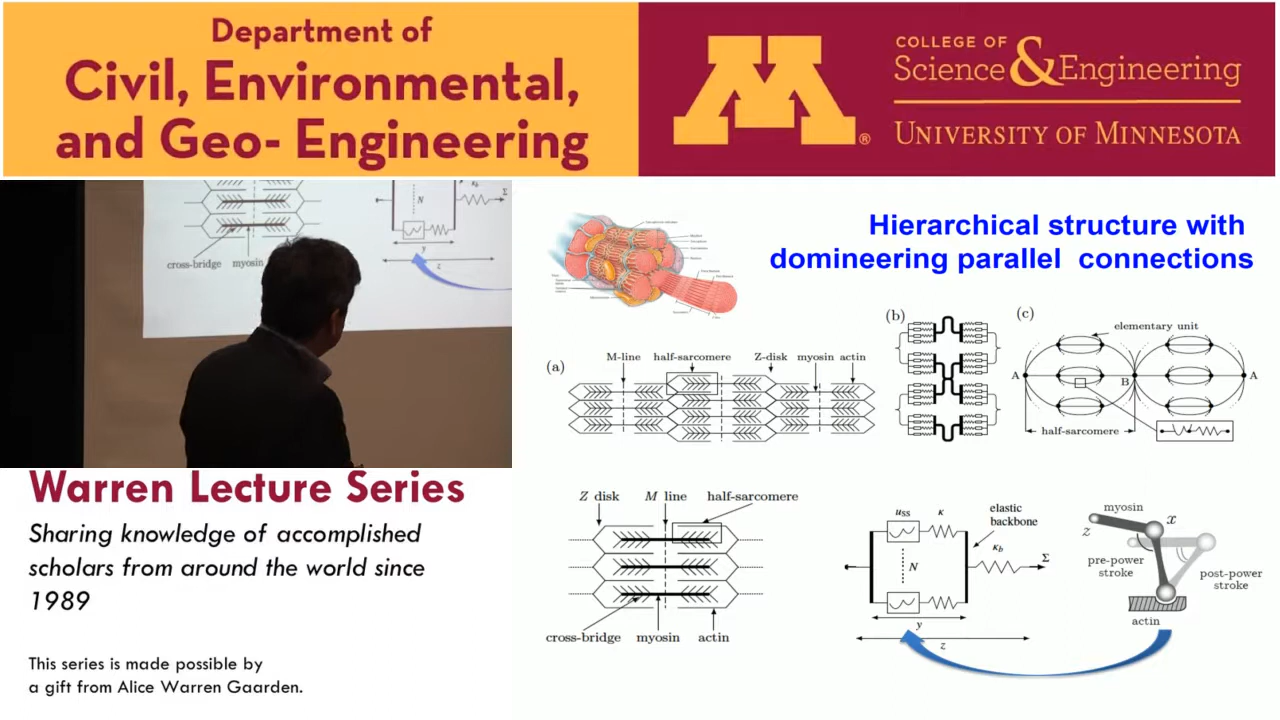 Department of
Civil, Environmental,
and Geo- Engineering
COLLEGE OF
Science & Engineering
UNIVERSITY OF MINNESOTA
M
®
N
κb
Σ
y
z
cross-bridge
myosin
Warren Lecture Series
Sharing knowledge of accomplished
scholars from around the world since
1989
This series is made possible by
a gift from Alice Warren Gaarden.
Hierarchical structure with
domineering parallel connections
(a)
M-line
half-sarcomere
Z-disk
myosin
actin
(b)
(c)
elementary unit
A
B
A
half-sarcomere
Z disk
M line
half-sarcomere
cross-bridge
myosin
actin
uSS
κ
elastic
backbone
κb
N
Σ
y
z
myosin
z
x
pre-power
stroke
post-power
stroke
actin